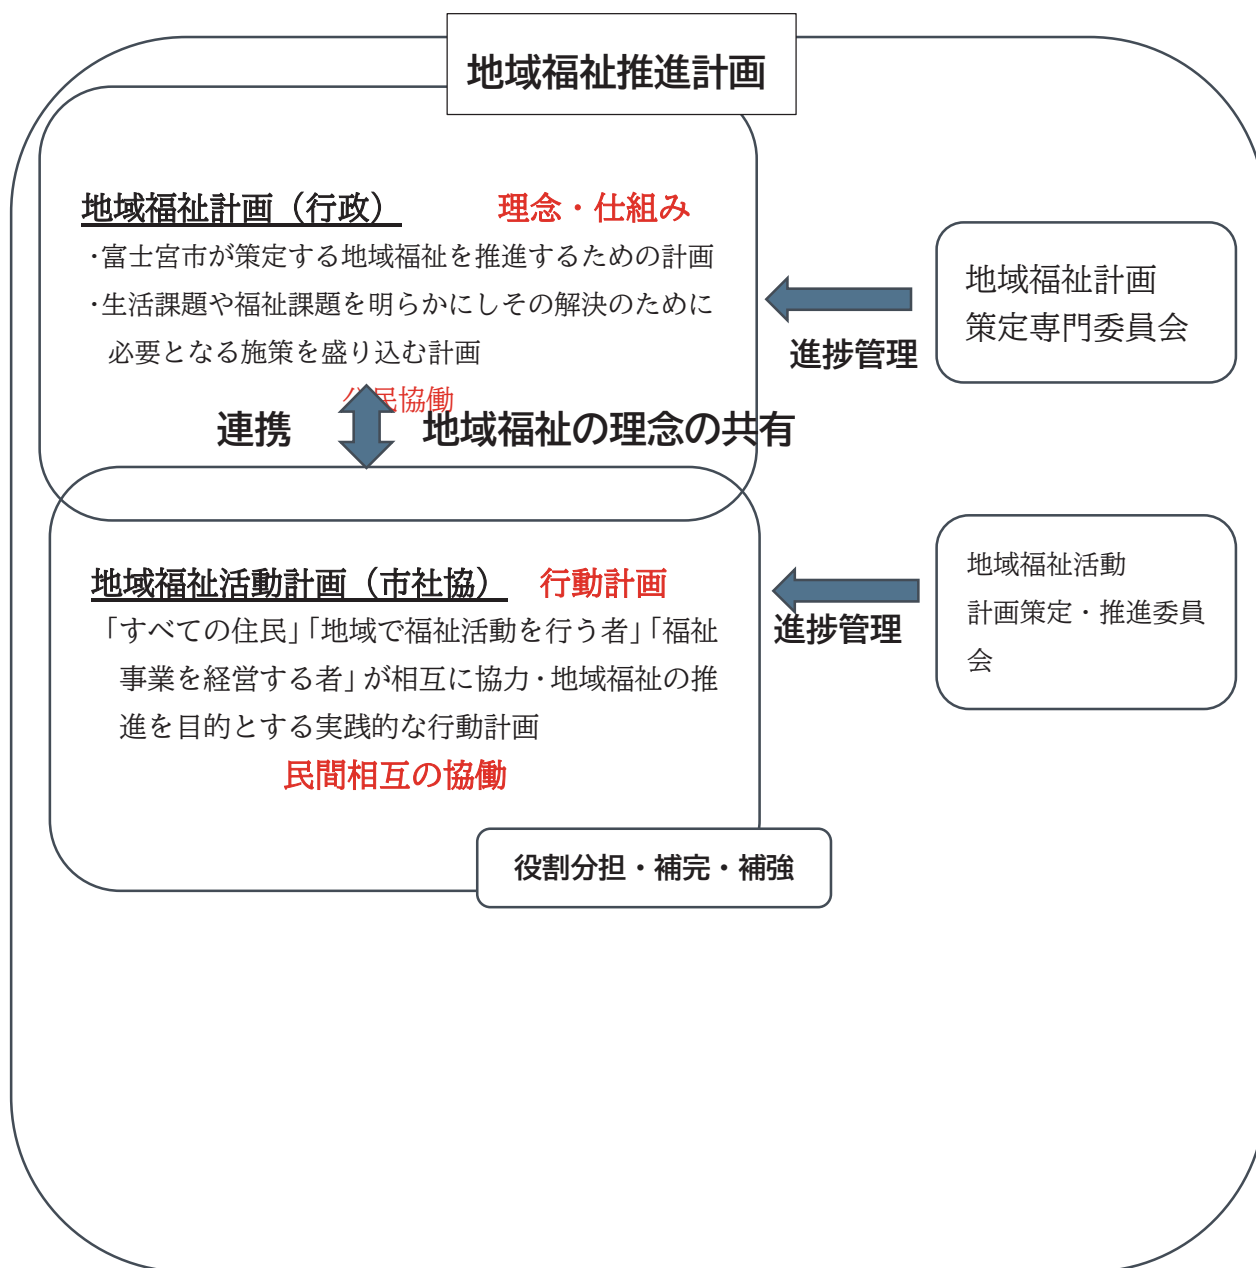 地域福祉推進計画
地域福祉計画（行政） 理念・仕組み
・富士宮市が策定する地域福祉を推進するための計画
・生活課題や福祉課題を明らかにしその解決のために
必要となる施策を盛り込む計画
民協働
連携 地域福祉の理念の共有
地域福祉計画
策定専門委員会
進捗管理
地域福祉活動計画（市社協） 行動計画
「すべての住民」「地域で福祉活動を行う者」「福祉
事業を経営する者」が相互に協力・地域福祉の推
進を目的とする実践的な行動計画
民間相互の協働
地域福祉活動
計画策定・推進委員
会
進捗管理
役割分担・補完・補強